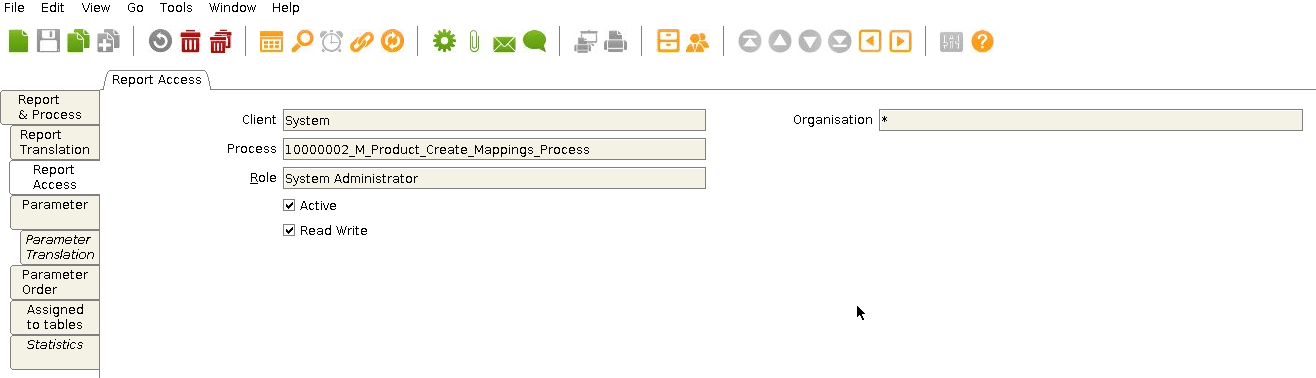 File Edit View Go Tools Window Help
Report Access
Report
& Process
Report
Translation
Report
Access
Parameter
Parameter
Translation
Parameter
Order
Assigned
to tables
Statistics
Client System Organisation *
Process 10000002_M_Product_Create_Mappings_Process
Role System Administrator
Active
Read Write